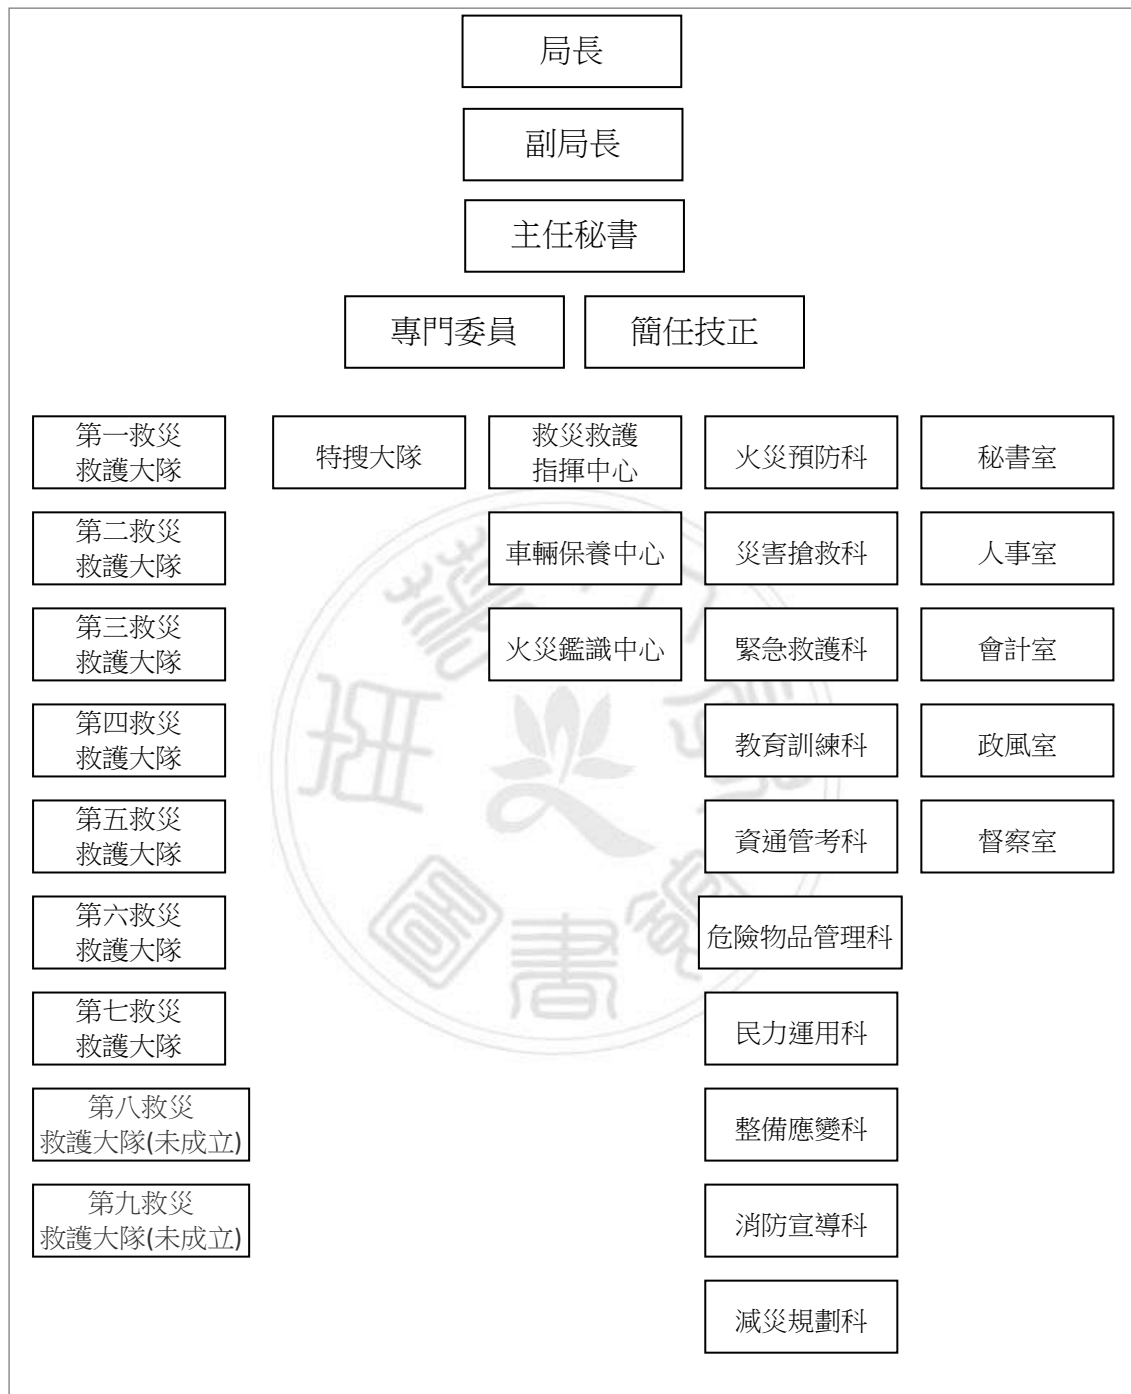 局長
副局長
主任秘書
專門委員
簡任技正
第一救災
救護大隊
第二救災
救護大隊
第三救災
救護大隊
第四救災
救護大隊
第五救災
救護大隊
第六救災
救護大隊
第七救災
救護大隊
第八救災
救護大隊(未成立)
第九救災
救護大隊(未成立)
特搜大隊
救災救護
指揮中心
車輛保養中心
火災鑑識中心
火災預防科
災害搶救科
緊急救護科
教育訓練科
資通管考科
危險物品管理科
民力運用科
整備應變科
消防宣導科
減災規劃科
秘書室
人事室
會計室
政風室
督察室